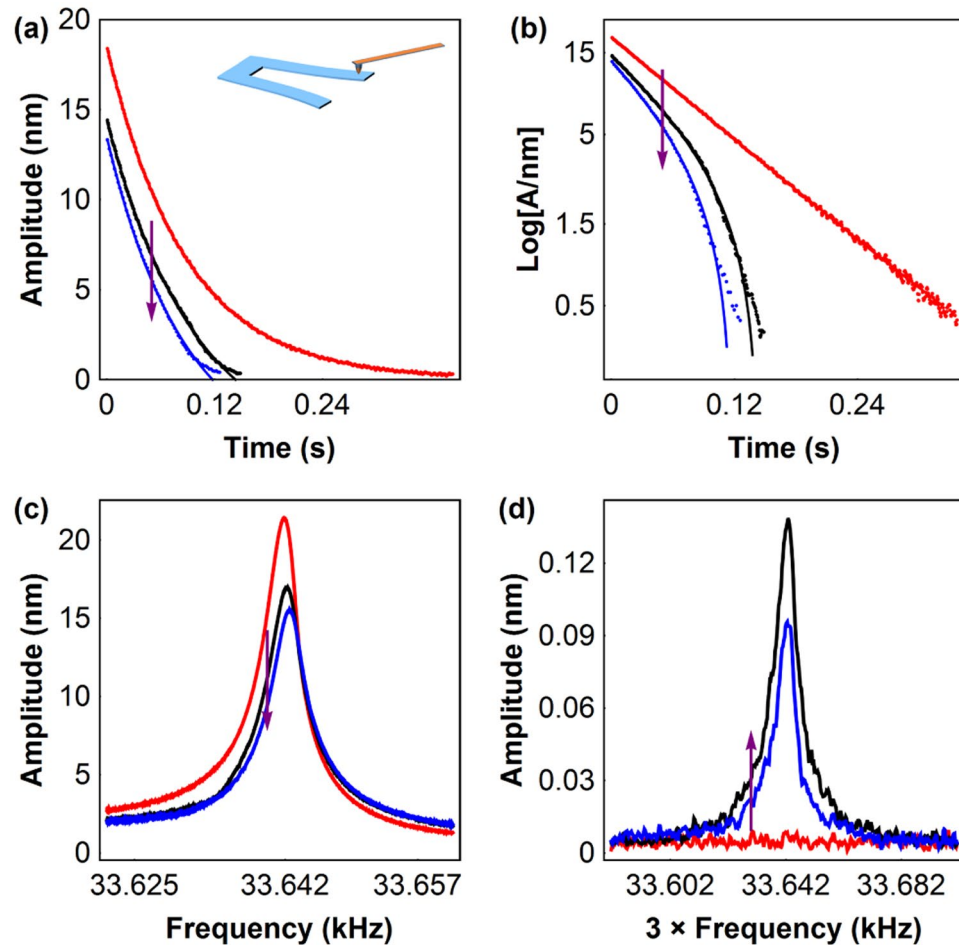 (a)
20
15
10
5
0
Amplitude (nm)
0 0.12 0.24
Time (s)
(b)
15
5
1.5
0.5
Log[A/nm]
0 0.12 0.24
Time (s)
(c)
20
15
10
5
0
Amplitude (nm)
33.625 33.642 33.657
Frequency (kHz)
(d)
0.12
0.09
0.06
0.03
0
Amplitude (nm)
33.602 33.642 33.682
3 × Frequency (kHz)